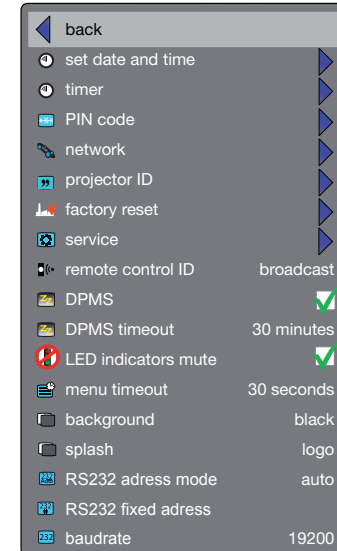 back
set date and time
timer
PIN code
network
projector ID
factory reset
service
remote control ID broadcast
DPMS
DPMS timeout 30 minutes
LED indicators mute
menu timeout 30 seconds
background black
splash logo
RS232 adress mode auto
RS232 fixed adress
baudrate 19200